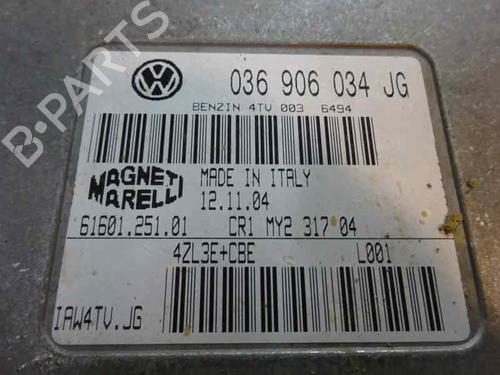 036 906 034 JG
BENZIN 4TV 003 6494
MAGNETI MARELLI
MADE IN ITALY
12.11.04
61601.251.01 CR1 MY2 317 04
4ZL3E+CBE L001
IAW4TV.JG
B-PARTS